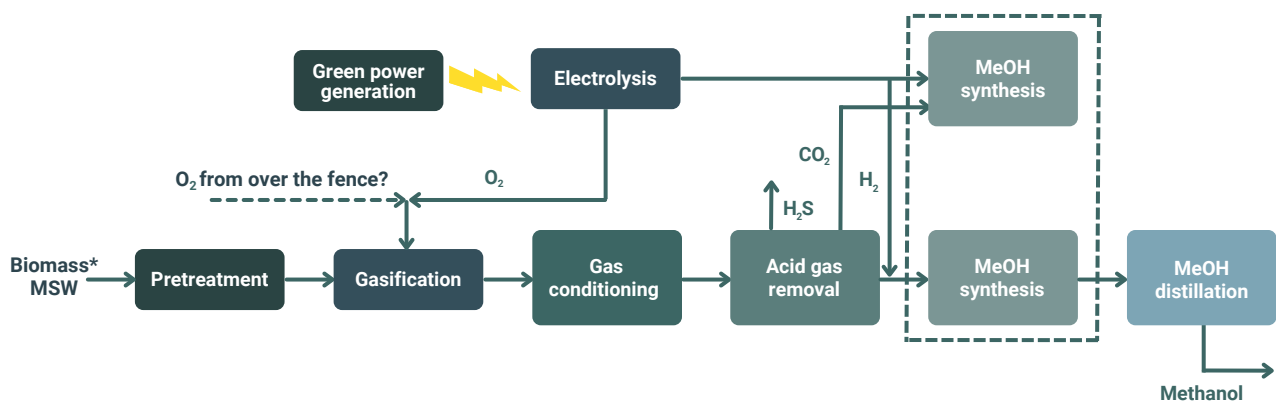 Green power
generation
Electrolysis
MeOH
synthesis
CO₂
H₂
O₂ from over the fence?
O₂
H₂S
Biomass*
MSW
Pretreatment
Gasification
Gas
conditioning
Acid gas
removal
MeOH
synthesis
MeOH
distillation
Methanol